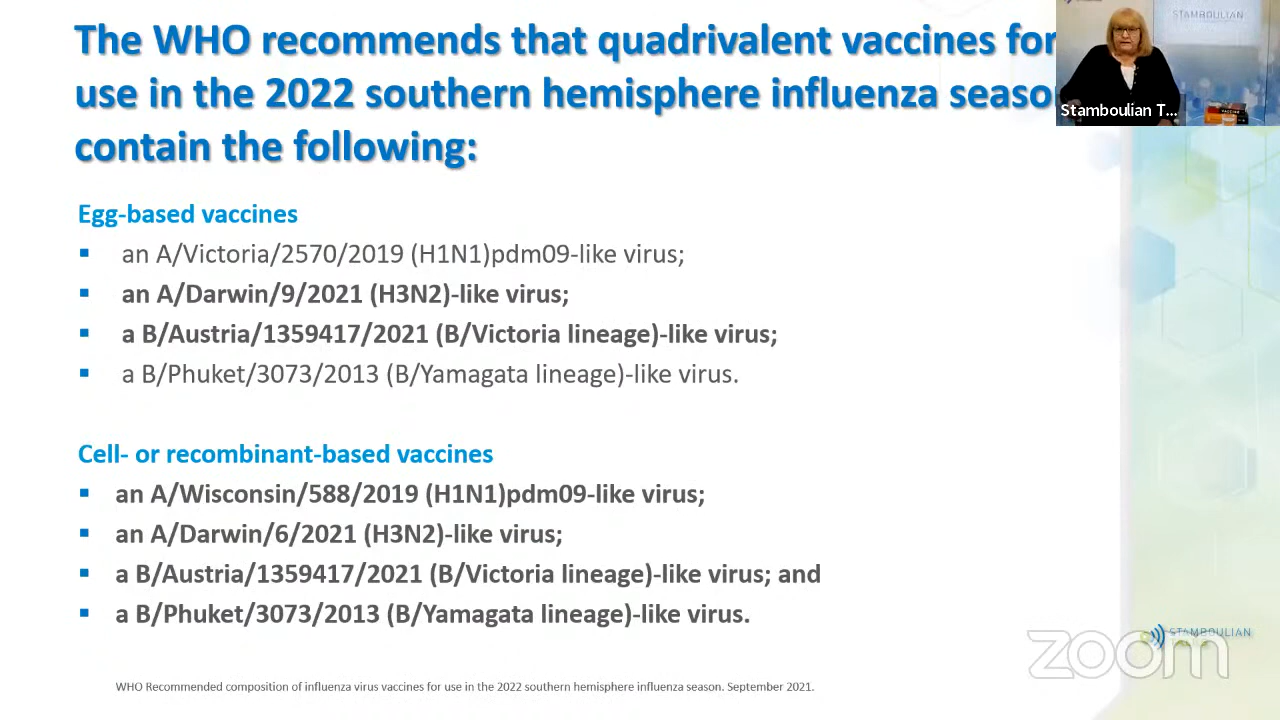 The WHO recommends that quadrivalent vaccines for
use in the 2022 southern hemisphere influenza seaso
contain the following:
STAMBOULIAN
Stamboulian T...
Egg-based vaccines
▪ an A/Victoria/2570/2019 (H1N1)pdm09-like virus;
▪ an A/Darwin/9/2021 (H3N2)-like virus;
▪ a B/Austria/1359417/2021 (B/Victoria lineage)-like virus;
▪ a B/Phuket/3073/2013 (B/Yamagata lineage)-like virus.
Cell- or recombinant-based vaccines
▪ an A/Wisconsin/588/2019 (H1N1)pdm09-like virus;
▪ an A/Darwin/6/2021 (H3N2)-like virus;
▪ a B/Austria/1359417/2021 (B/Victoria lineage)-like virus; and
▪ a B/Phuket/3073/2013 (B/Yamagata lineage)-like virus.
STAMBOULIAN
zoom
WHO Recommended composition of influenza virus vaccines for use in the 2022 southern hemisphere influenza season. September 2021.